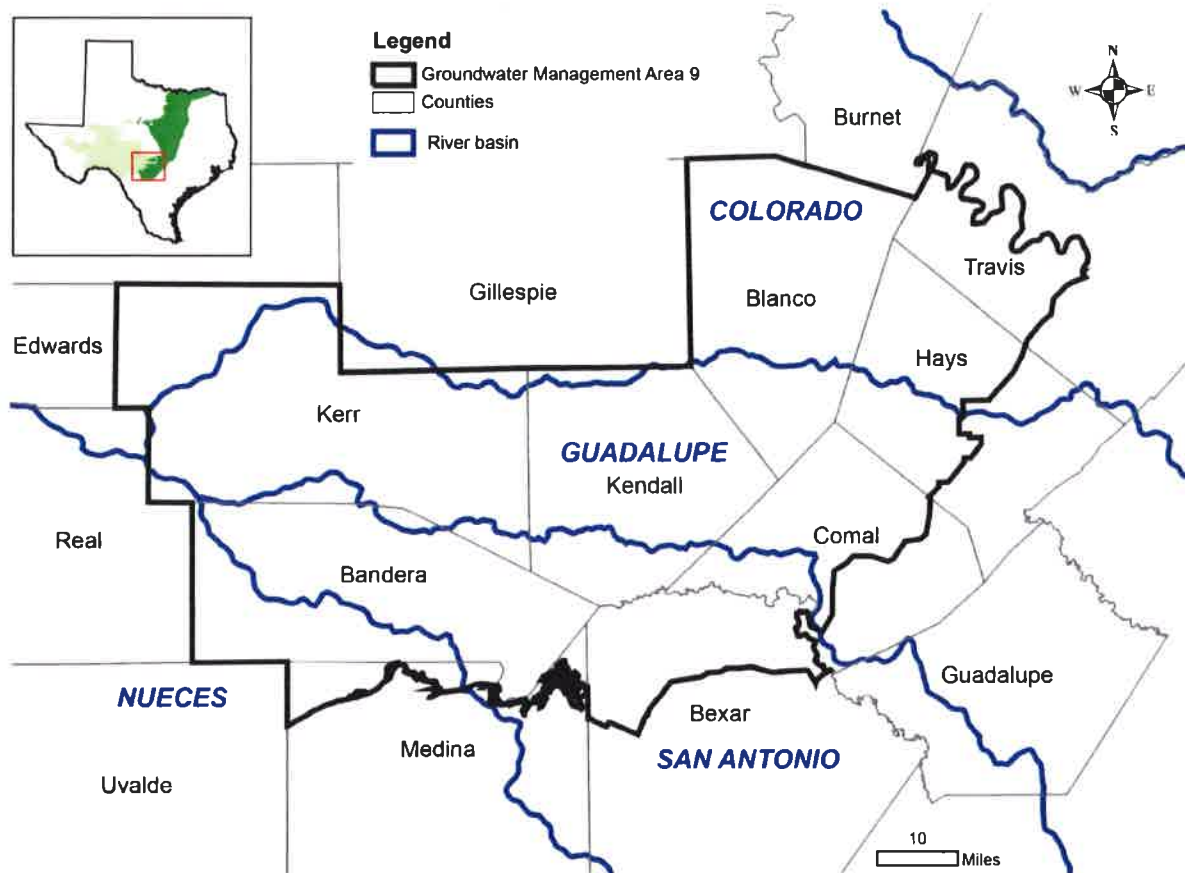 Legend
Groundwater Management Area 9
Counties
River basin
N
W E
S
Burnet
COLORADO
Travis
Gillespie
Blanco
Edwards
Hays
Kerr
GUADALUPE
Kendall
Real
Comal
Bandera
Guadalupe
NUECES
Bexar
Medina
SAN ANTONIO
Uvalde
10
Miles